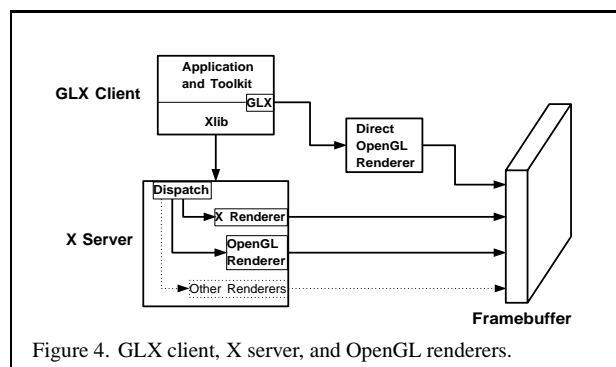 Application
and Toolkit
GLX Client
GLX
Xlib
Direct
OpenGL
Renderer
Dispatch
X Renderer
X Server
OpenGL
Renderer
Other Renderers
Framebuffer
Figure 4. GLX client, X server, and OpenGL renderers.